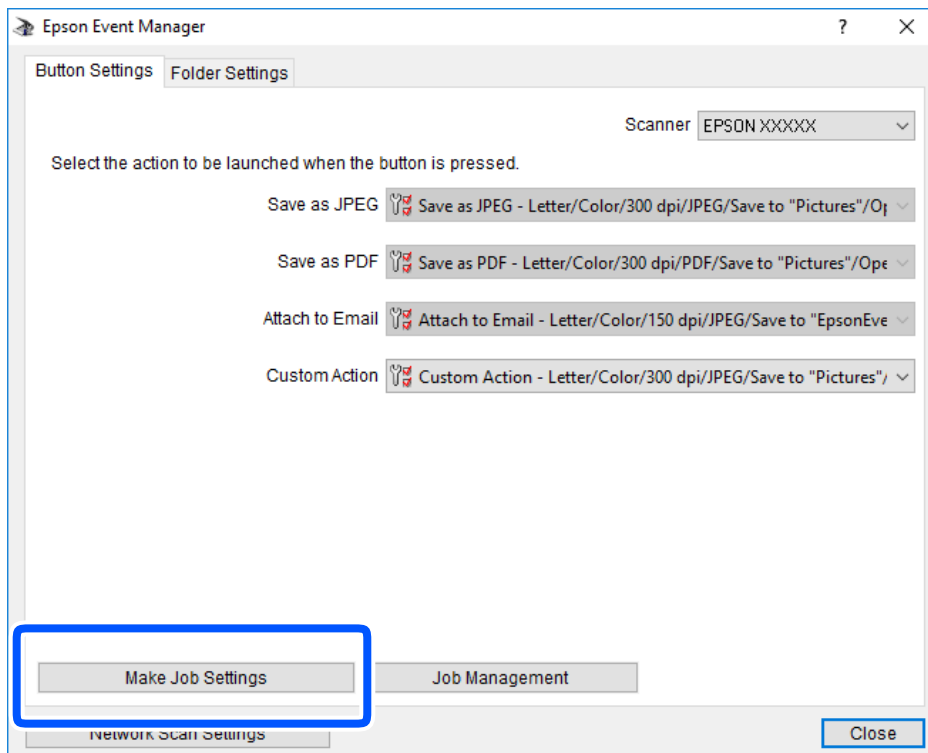 Epson Event Manager
Button Settings
Folder Settings
Scanner EPSON XXXXX
Select the action to be launched when the button is pressed.
Save as JPEG Save as JPEG - Letter/Color/300 dpi/JPEG/Save to "Pictures"/Op
Save as PDF Save as PDF - Letter/Color/300 dpi/PDF/Save to "Pictures"/Ope
Attach to Email Attach to Email - Letter/Color/150 dpi/JPEG/Save to "EpsonEve
Custom Action Custom Action - Letter/Color/300 dpi/JPEG/Save to "Pictures"/
Make Job Settings
Job Management
Network Scan Settings
Close